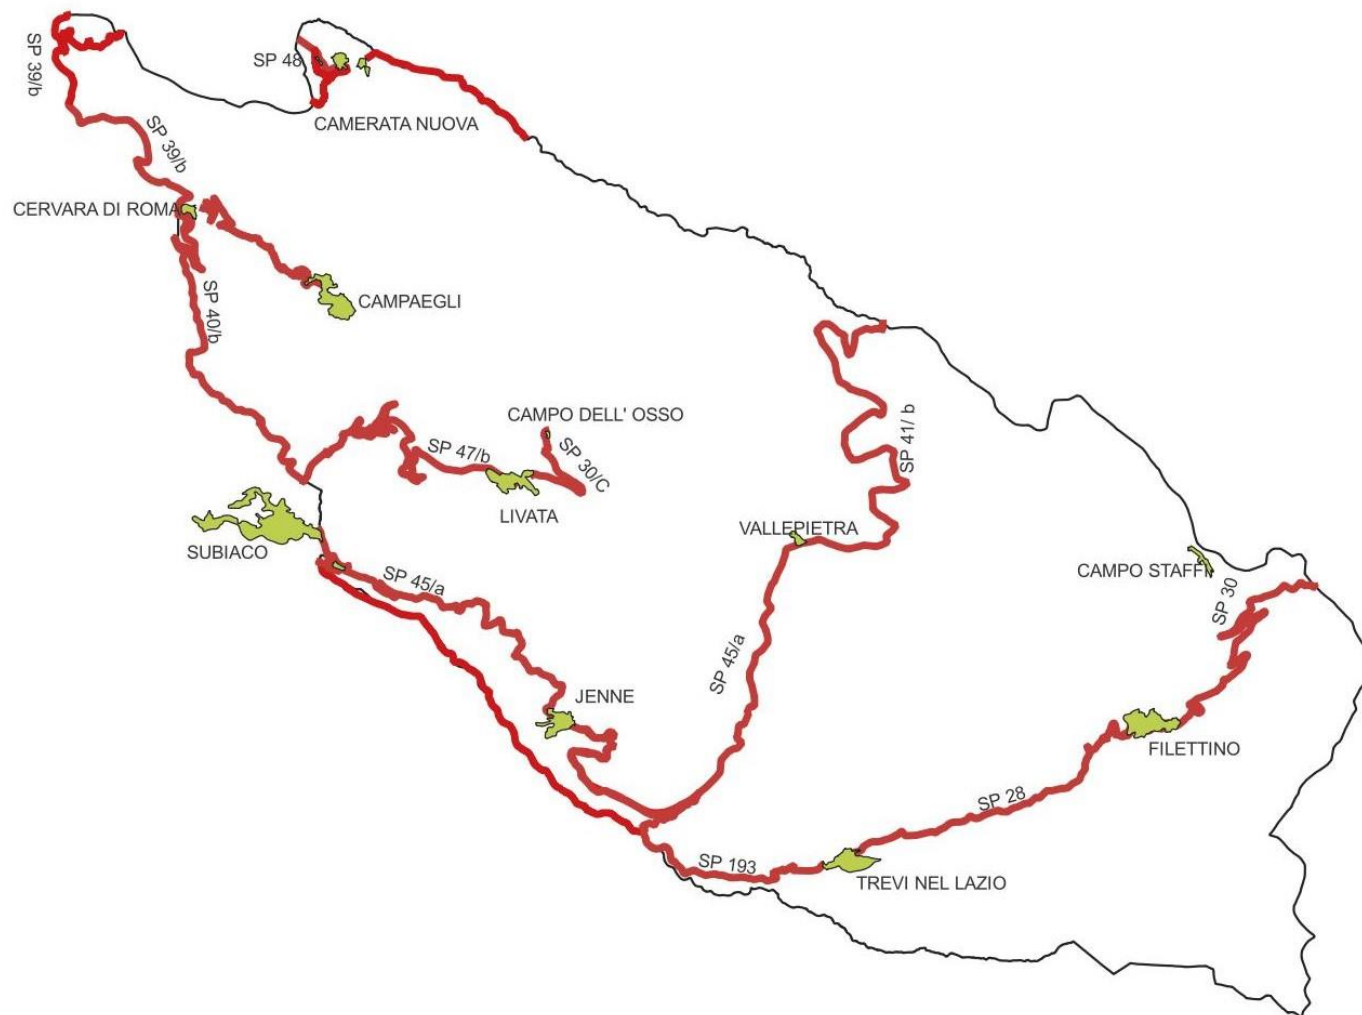 SP 39/b
SP 48
CAMERATA NUOVA
SP 39/b
CERVARA DI ROMA
CAMPAEGLI
SP 40/b
CAMPO DELL' OSSO
SP 41/ b
SP 47/b
SP 30/C
LIVATA
VALLEPIETRA
SUBIACO
CAMPO STAFFI
SP 45/a
SP 30
SP 45/a
JENNE
FILETTINO
SP 28
SP 193
TREVI NEL LAZIO